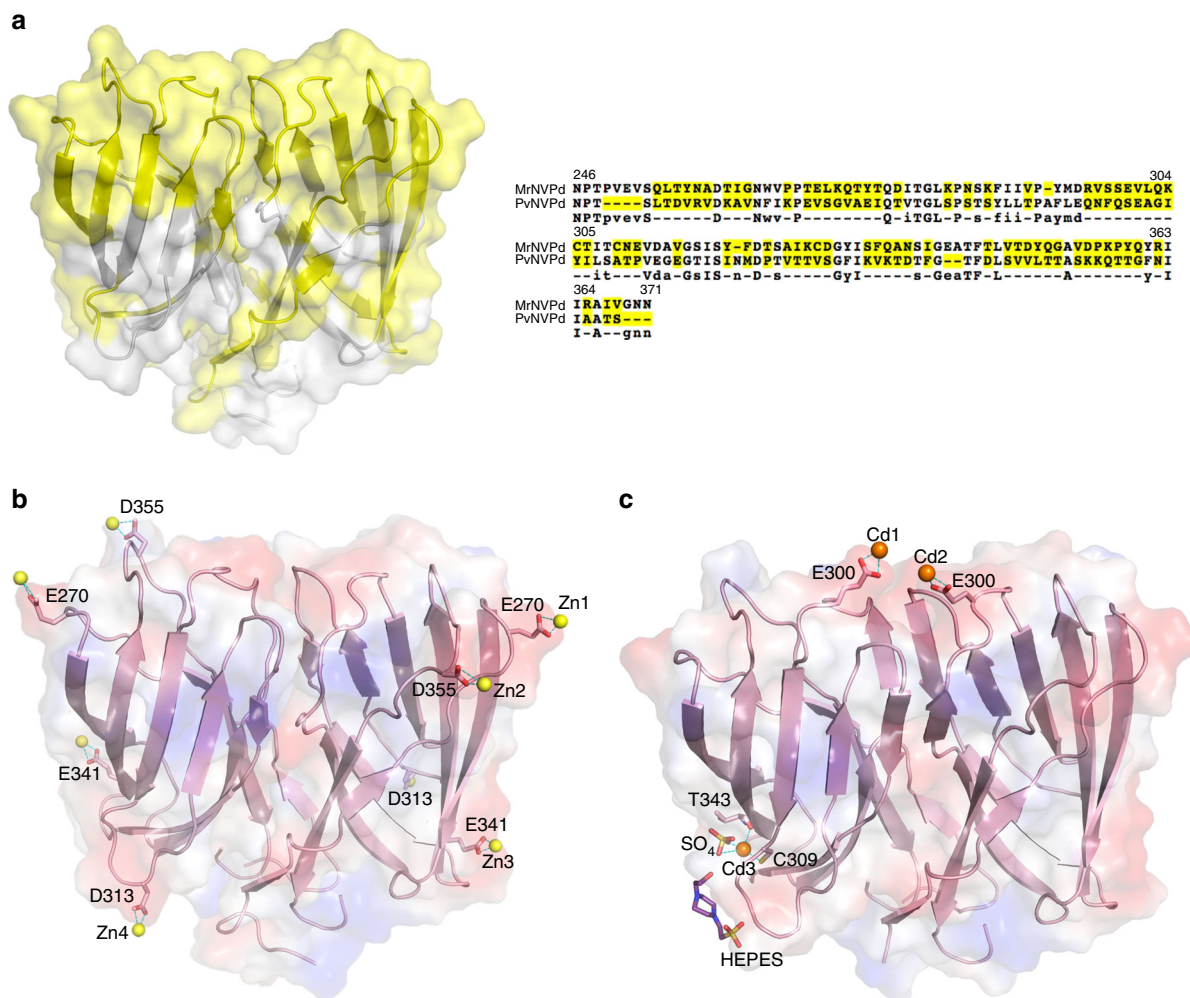 a
246 304
MrNVPd NPTPVEVSQLTYNADTIGNWVPPTELKQTYTQDITGLKPNSKFIIVP-YMDRVSSEVLQK
PvNVPd NPT-----SLTDVRVDKAVNFIKPEVSGVAEIQTVTGLSPSTSYLLTPAFLEQNFQSEAGI
NPTpvevS------D--Nwv-P--------Q-iTGL-P-s-fii-Paymd---------
305 363
MrNVPd CTITCNEVDAVGSISY-FDTSAIKCDGYISFQANSIGEATFTLVTDYQGAVDPKPYQYRI
PvNVPd YILSATPVEGEGTISINMDPTVTTVSGFIKVKTDTFG--TFDLSVVLTTASKKQTTGFNI
--it---Vda-GsIS-n-D-s-----GyI----s-GeaTF-L------A-------y-I
364 371
MrNVPd IRAIVGNN
PvNVPd IAATS---
I-A--gnn
b
D355
E270
E270 Zn1
D355 Zn2
E341
D313
E341
Zn3
D313
Zn4
c
Cd1
Cd2
E300
E300
T343
SO4
C309
Cd3
HEPES